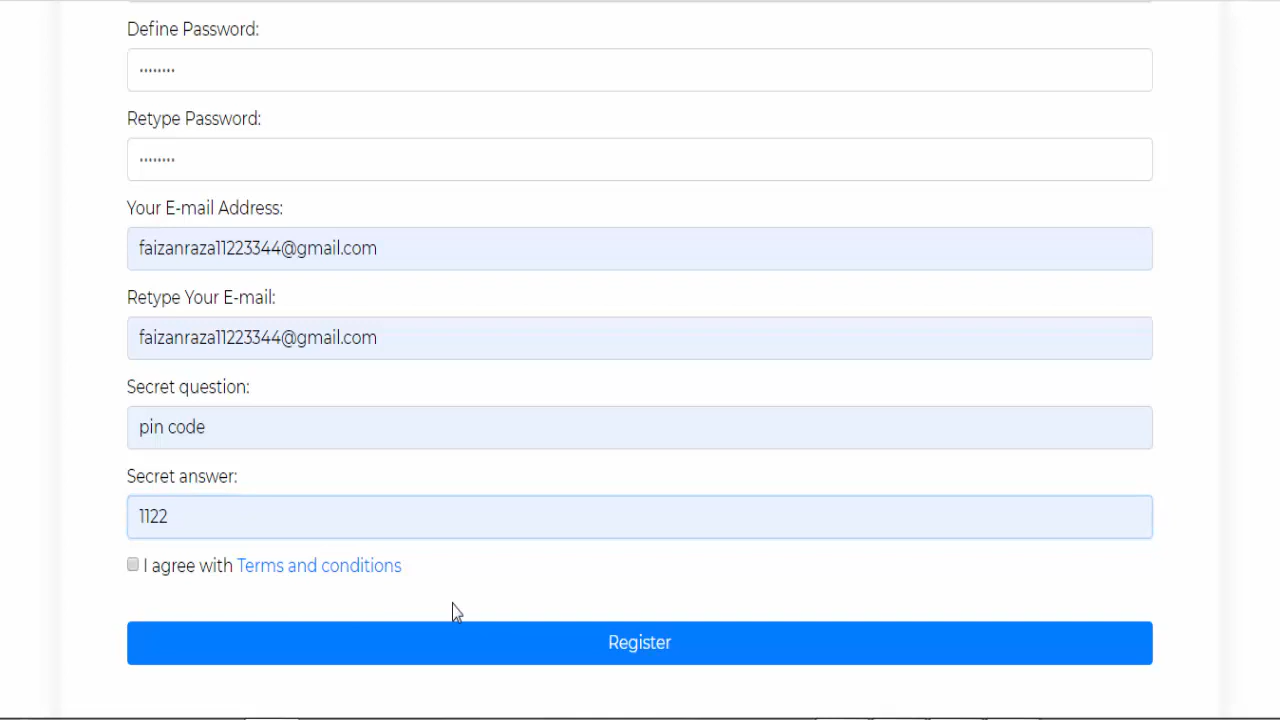 Define Password:
••••••••
Retype Password:
••••••••
Your E-mail Address:
faizanraza11223344@gmail.com
Retype Your E-mail:
faizanraza11223344@gmail.com
Secret question:
pin code
Secret answer:
1122
I agree with Terms and conditions
Register